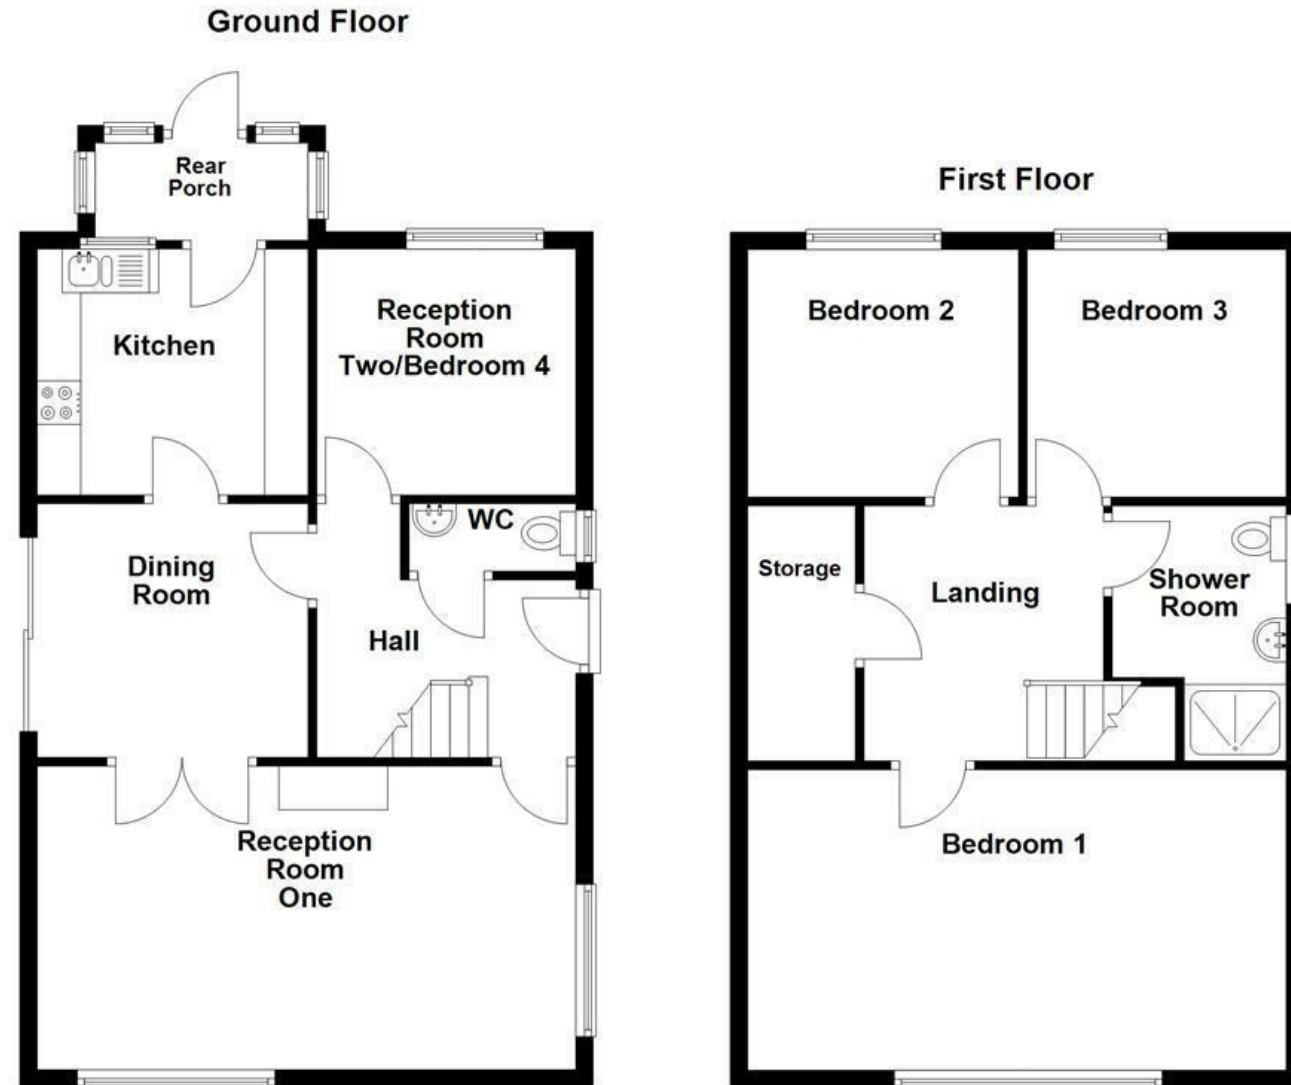 Ground Floor
Rear
Porch
Kitchen
Reception
Room
Two/Bedroom 4
WC
Dining
Room
Hall
Reception
Room
One
First Floor
Bedroom 2
Bedroom 3
Storage
Landing
Shower
Room
Bedroom 1